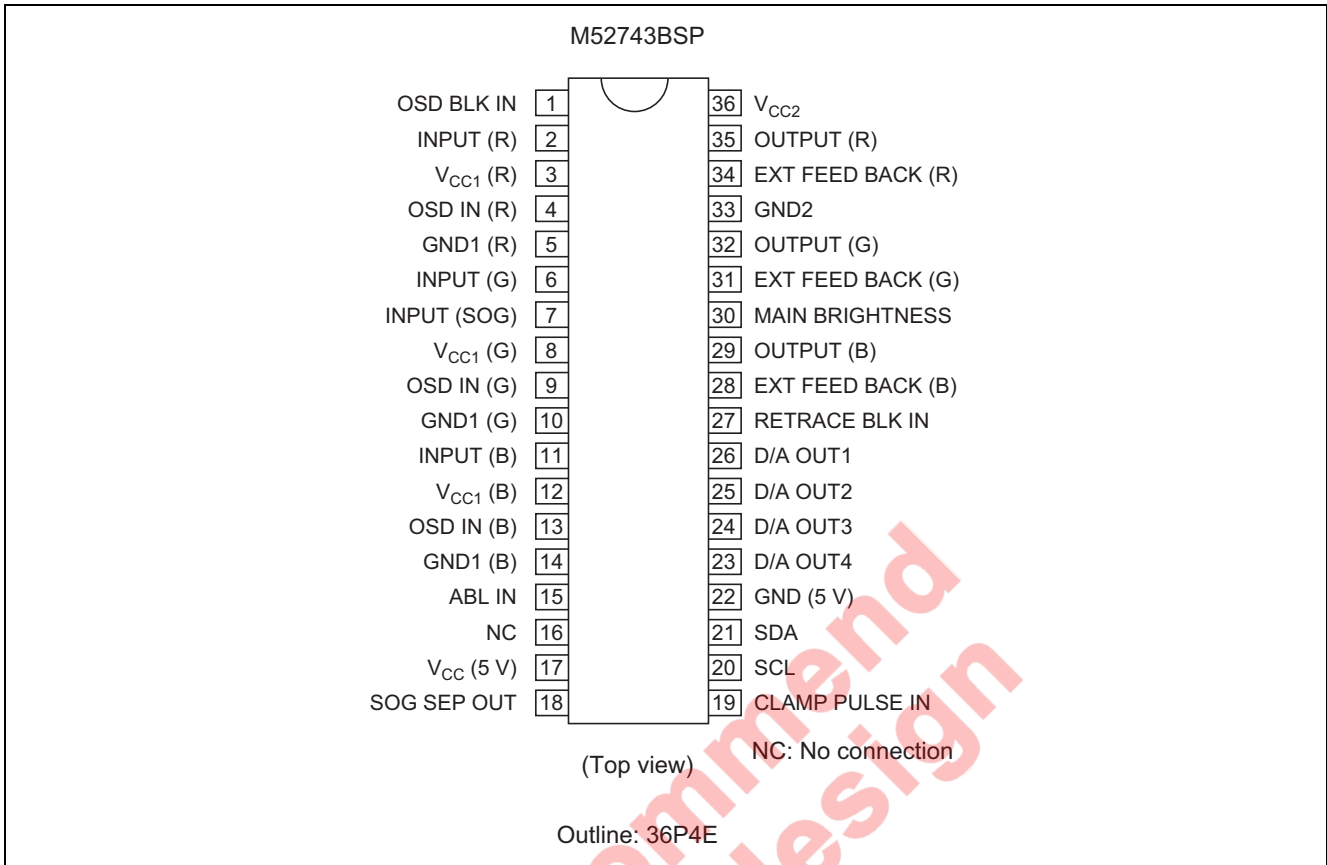 M52743BSP
OSD BLK IN 1 36 VCC2
INPUT (R) 2 35 OUTPUT (R)
VCC1 (R) 3 34 EXT FEED BACK (R)
OSD IN (R) 4 33 GND2
GND1 (R) 5 32 OUTPUT (G)
INPUT (G) 6 31 EXT FEED BACK (G)
INPUT (SOG) 7 30 MAIN BRIGHTNESS
VCC1 (G) 8 29 OUTPUT (B)
OSD IN (G) 9 28 EXT FEED BACK (B)
GND1 (G) 10 27 RETRACE BLK IN
INPUT (B) 11 26 D/A OUT1
VCC1 (B) 12 25 D/A OUT2
OSD IN (B) 13 24 D/A OUT3
GND1 (B) 14 23 D/A OUT4
ABL IN 15 22 GND (5 V)
NC 16 21 SDA
VCC (5 V) 17 20 SCL
SOG SEP OUT 18 19 CLAMP PULSE IN
(Top view) NC: No connection
Outline: 36P4E